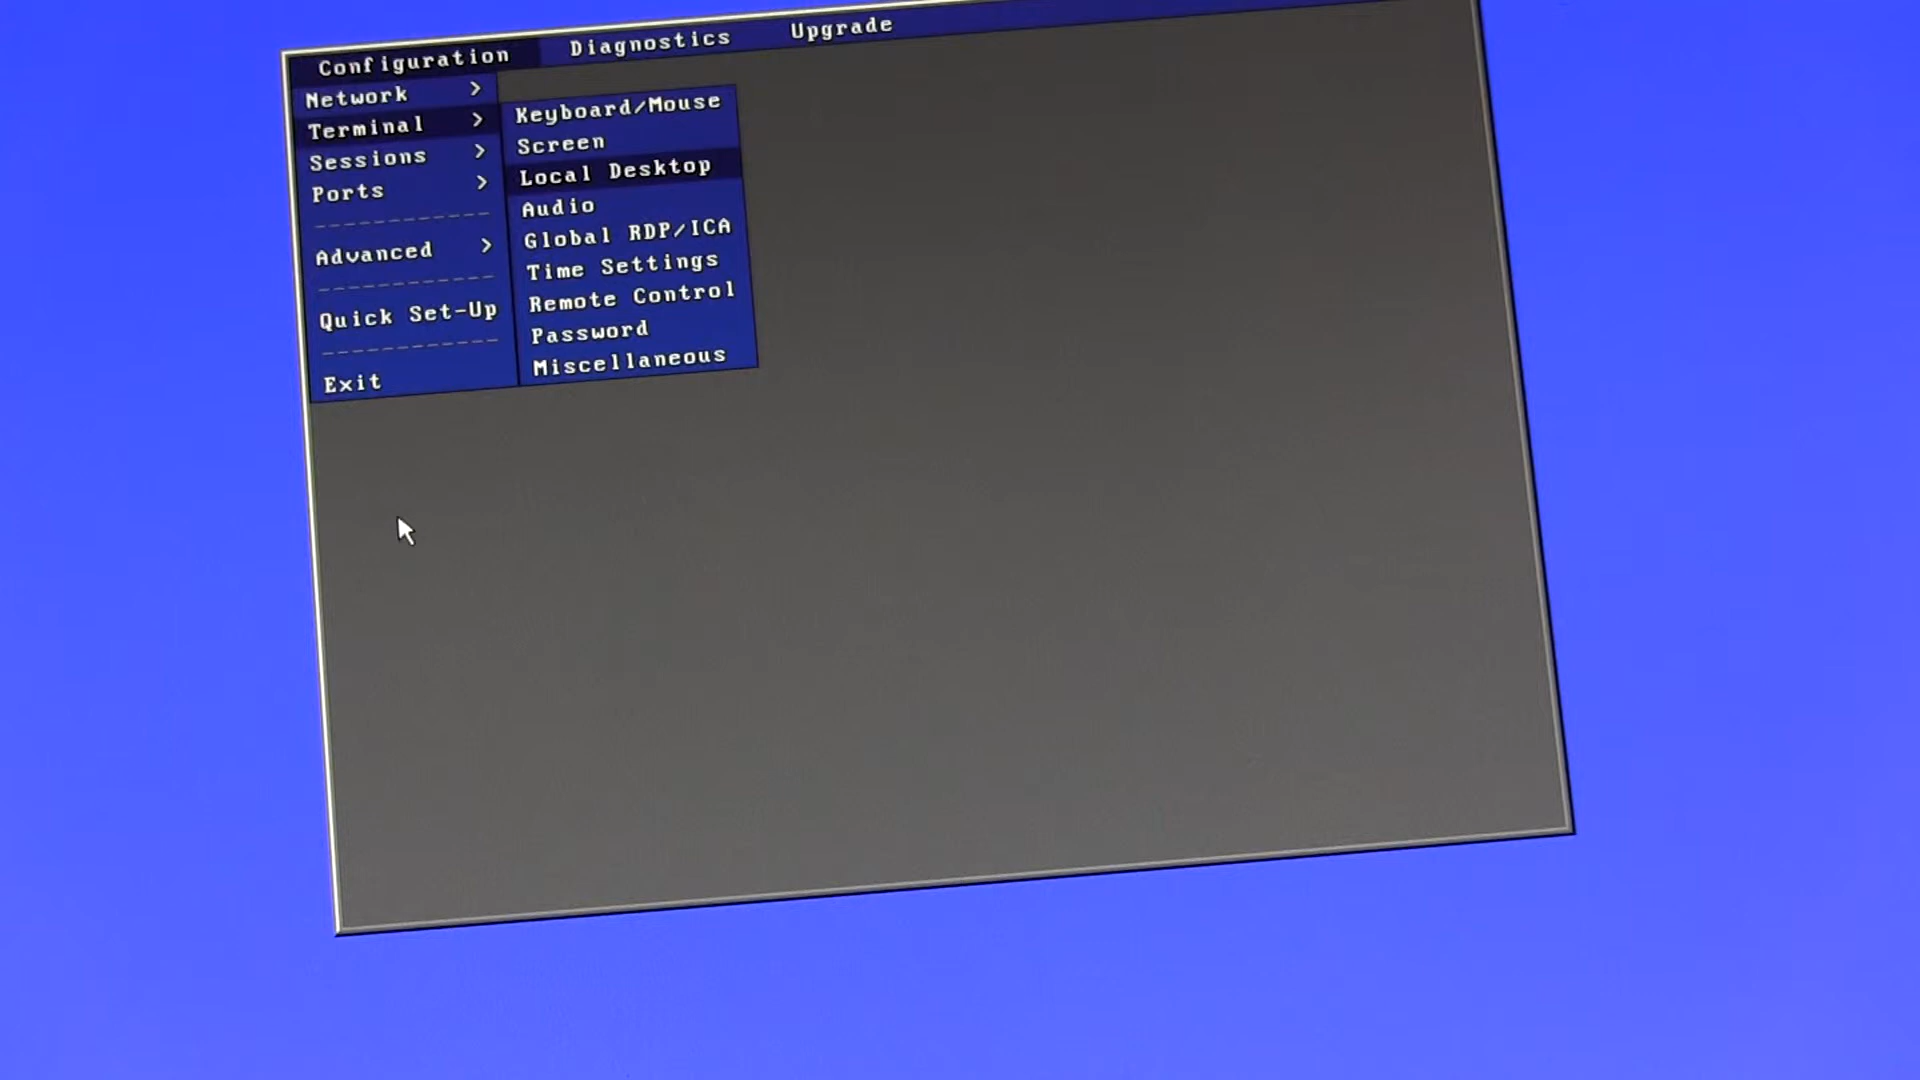 Configuration Diagnostics Upgrade
Network >
Terminal >
Sessions >
Ports >
------------
Advanced >
------------
Quick Set-Up
------------
Exit
Keyboard/Mouse
Screen
Local Desktop
Audio
Global RDP/ICA
Time Settings
Remote Control
Password
Miscellaneous